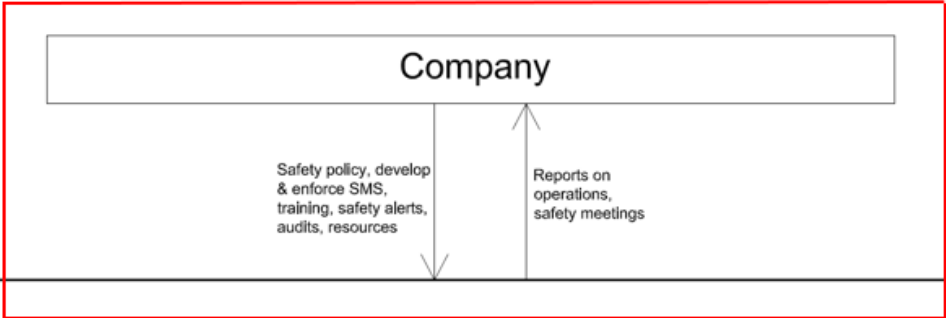 Company
Safety policy, develop
& enforce SMS,
training, safety alerts,
audits, resources
Reports on
operations,
safety meetings